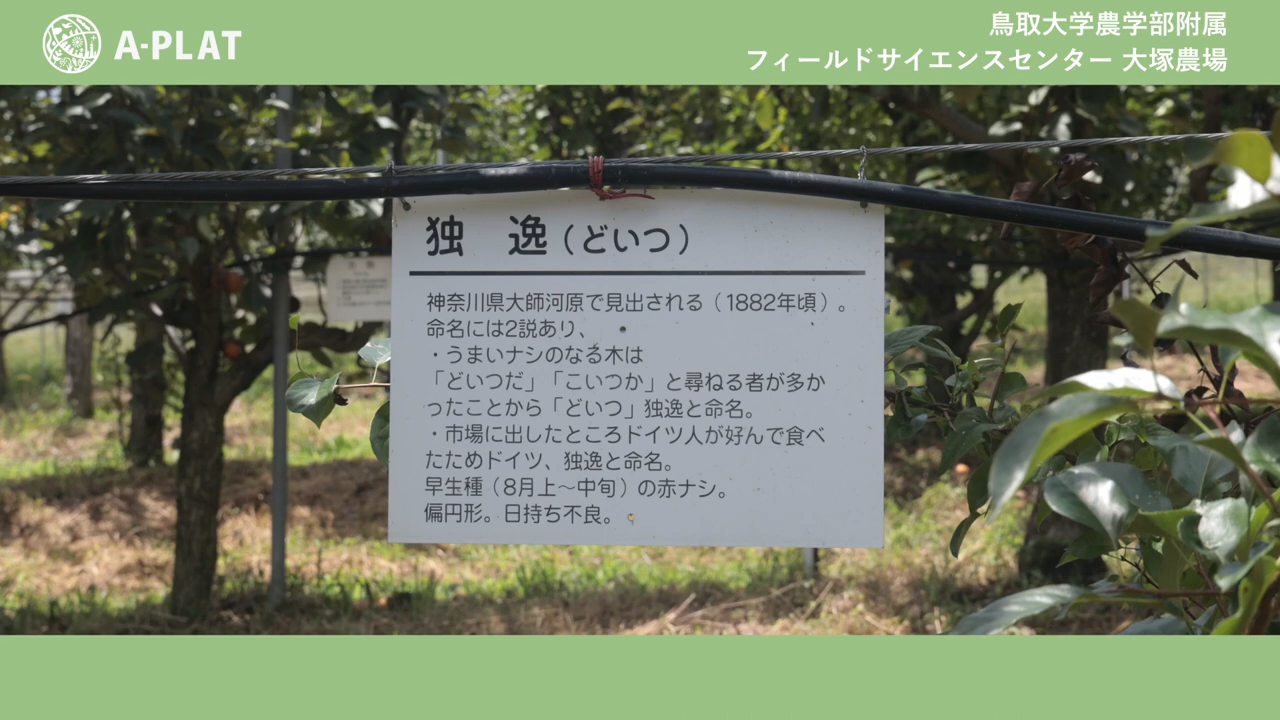 A-PLAT
鳥取大学農学部附属
フィールドサイエンスセンター 大塚農場
独 逸（どいつ）
神奈川県大師河原で見出される（1882年頃）。
命名には2説あり、
・うまいナシのなる木は
「どいつだ」「こいつか」と尋ねる者が多か
ったことから「どいつ」独逸と命名。
・市場に出したところドイツ人が好んで食べ
たためドイツ、独逸と命名。
早生種（8月上～中旬）の赤ナシ。
偏円形。日持ち不良。